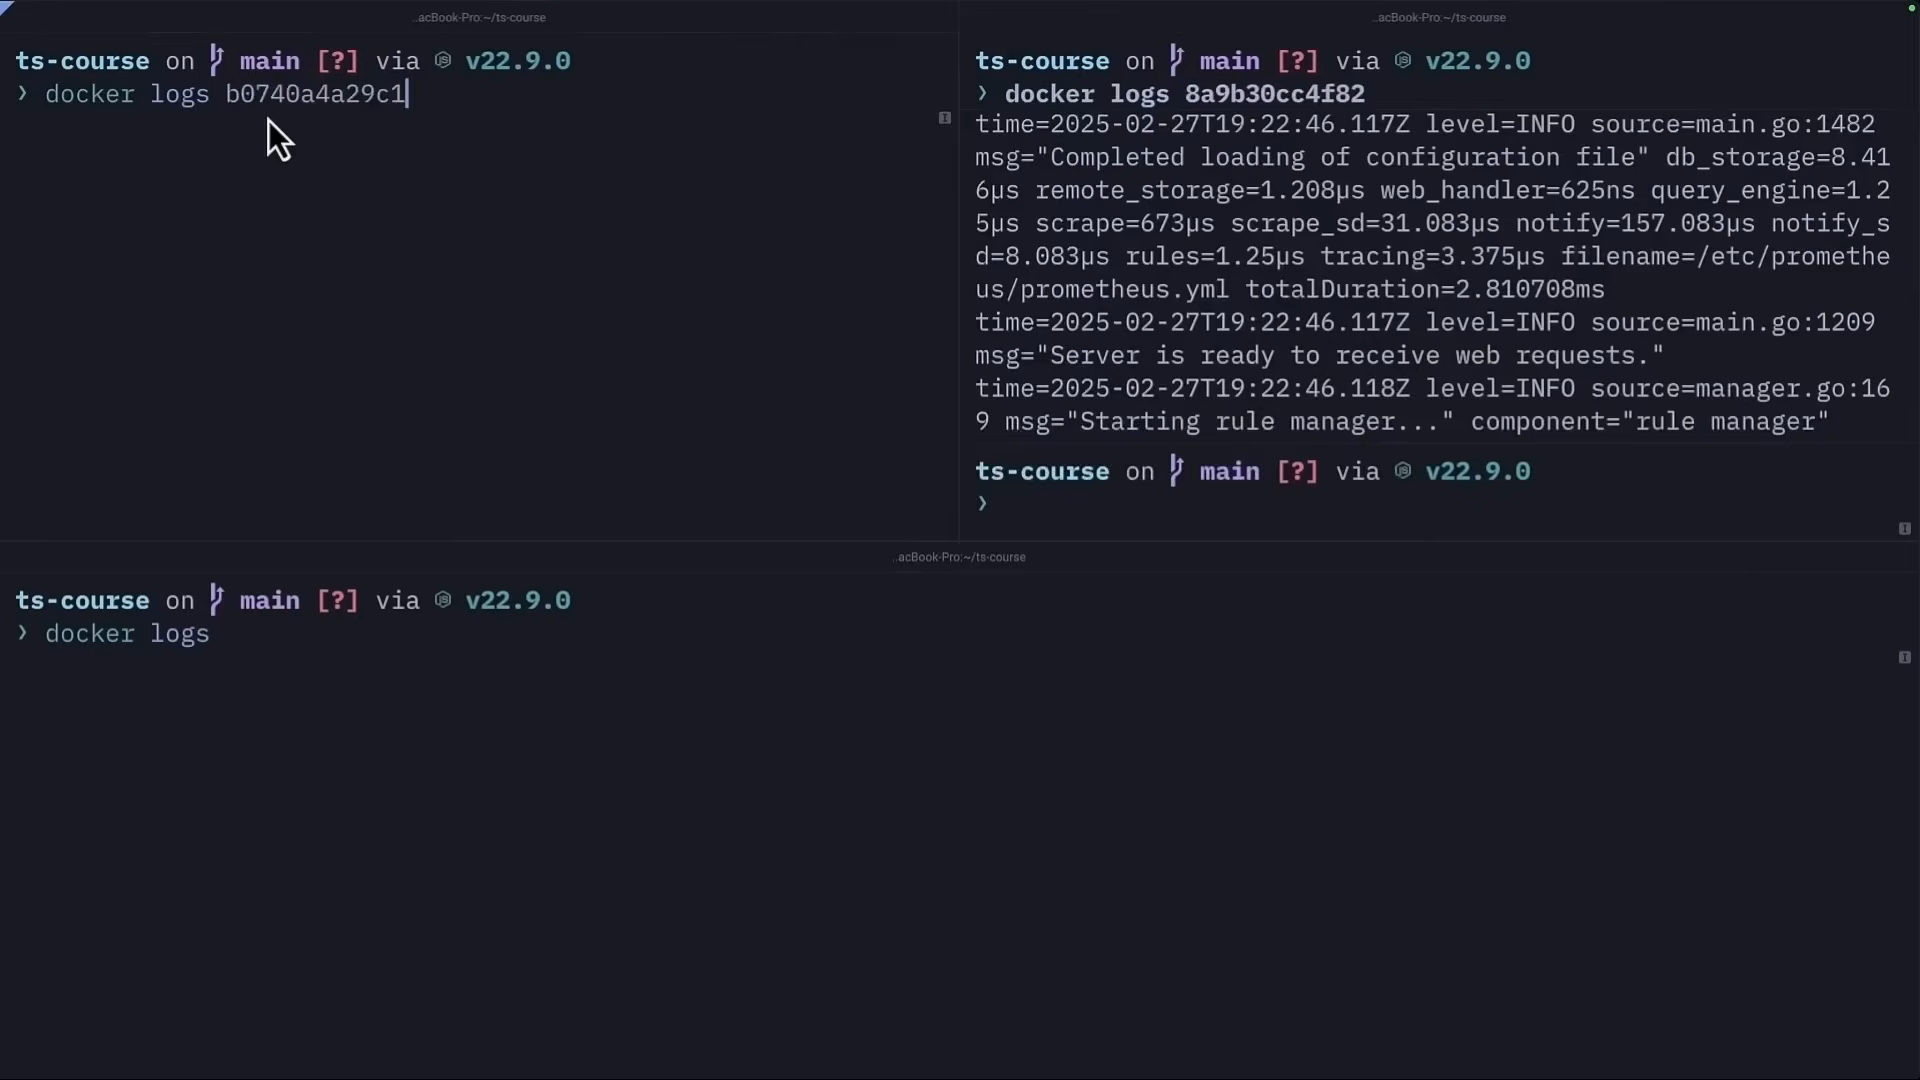 ..acBook-Pro:~/ts-course
ts-course on main [?] via v22.9.0
❯ docker logs b0740a4a29c1
..acBook-Pro:~/ts-course
ts-course on main [?] via v22.9.0
❯ docker logs 8a9b30cc4f82
time=2025-02-27T19:22:46.117Z level=INFO source=main.go:1482
msg="Completed loading of configuration file" db_storage=8.41
6µs remote_storage=1.208µs web_handler=625ns query_engine=1.2
5µs scrape=673µs scrape_sd=31.083µs notify=157.083µs notify_s
d=8.083µs rules=1.25µs tracing=3.375µs filename=/etc/promethe
us/prometheus.yml totalDuration=2.810708ms
time=2025-02-27T19:22:46.117Z level=INFO source=main.go:1209
msg="Server is ready to receive web requests."
time=2025-02-27T19:22:46.118Z level=INFO source=manager.go:16
9 msg="Starting rule manager..." component="rule manager"
ts-course on main [?] via v22.9.0
❯
..acBook-Pro:~/ts-course
ts-course on main [?] via v22.9.0
❯ docker logs